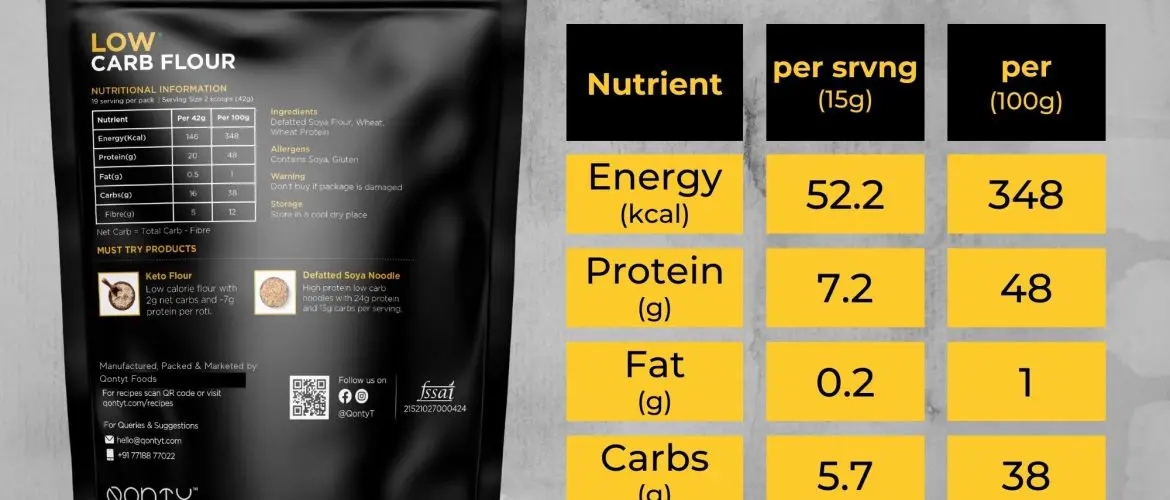 LOW
CARB FLOUR
NUTRITIONAL INFORMATION
19 serving per pack | Serving Size 2 scoops (42g)
Nutrient Per 42g Per 100g
Energy(Kcal) 146 348
Protein(g) 20 48
Fat(g) 0.5 1
Carbs(g) 16 38
Fibre(g) 5 12
Net Carb = Total Carb - Fibre
Ingredients
Defatted Soya Flour, Wheat,
Wheat Protein
Allergens
Contains Soya, Gluten
Warning
Don't buy if package is damaged
Storage
Store in a cool dry place
MUST TRY PRODUCTS
Keto Flour
Low calorie flour with
2g net carbs and ~7g
protein per roti.
Defatted Soya Noodle
High protein low carb
noodles with 24g protein
and 15g carbs per serving.
Manufactured, Packed & Marketed by
Qontyt Foods
For recipes scan QR code or visit
qontyt.com/recipes
For Queries & Suggestions
hello@qontyt.com
+91 77188 77022
Follow us on
@QontyT
fssai
21521027000424
QONTY™
Nutrient per srvng (15g) per (100g)
Energy (kcal) 52.2 348
Protein (g) 7.2 48
Fat (g) 0.2 1
Carbs (g) 5.7 38